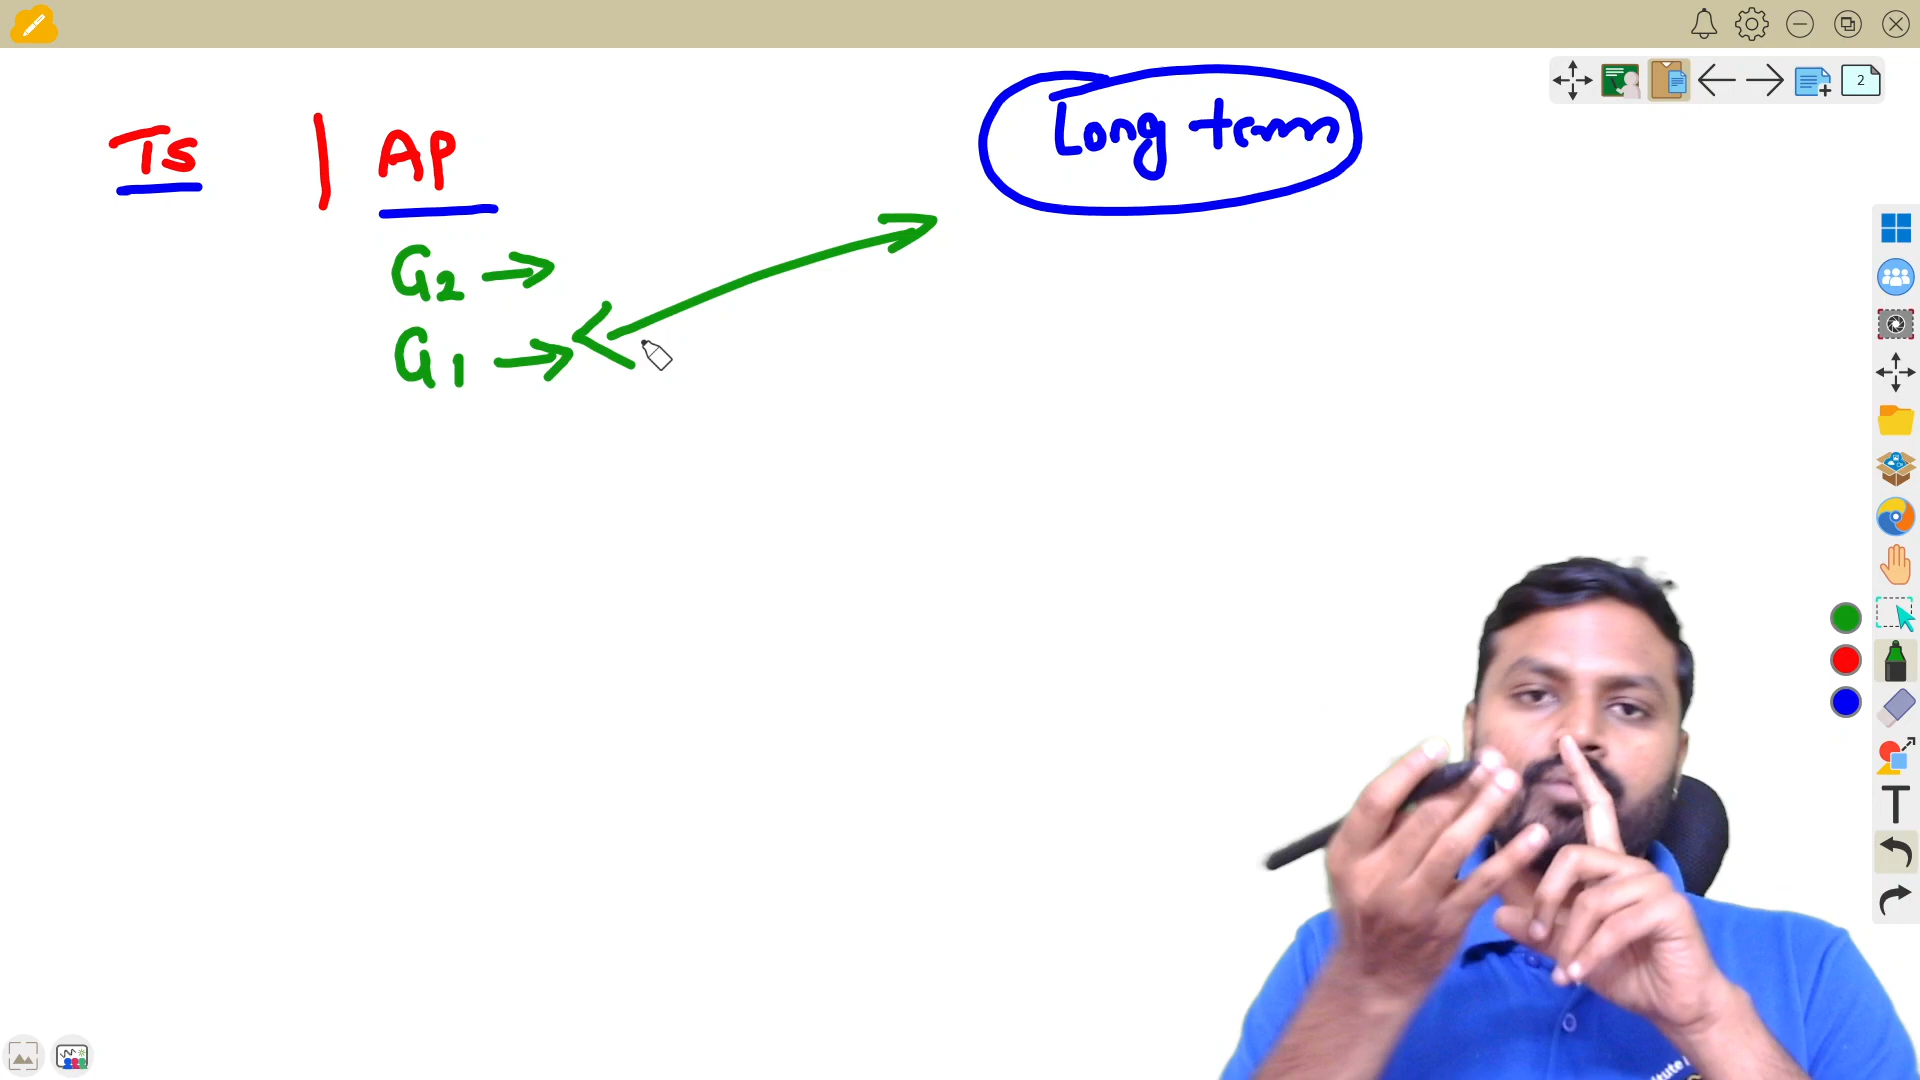 Ts | AP
Long term
G2 →
G1 →
2
T